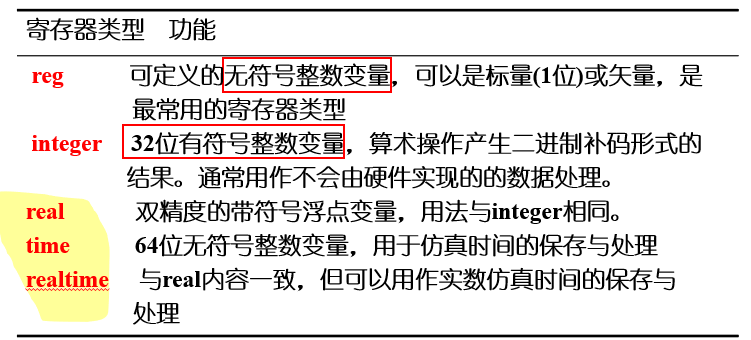 寄存器类型 功能
reg 可定义的无符号整数变量，可以是标量(1位)或矢量，是
最常用的寄存器类型
integer 32位有符号整数变量，算术操作产生二进制补码形式的
结果。通常用作不会由硬件实现的的数据处理。
real 双精度的带符号浮点变量，用法与integer相同。
time 64位无符号整数变量，用于仿真时间的保存与处理
realtime 与real内容一致，但可以用作实数仿真时间的保存与
处理